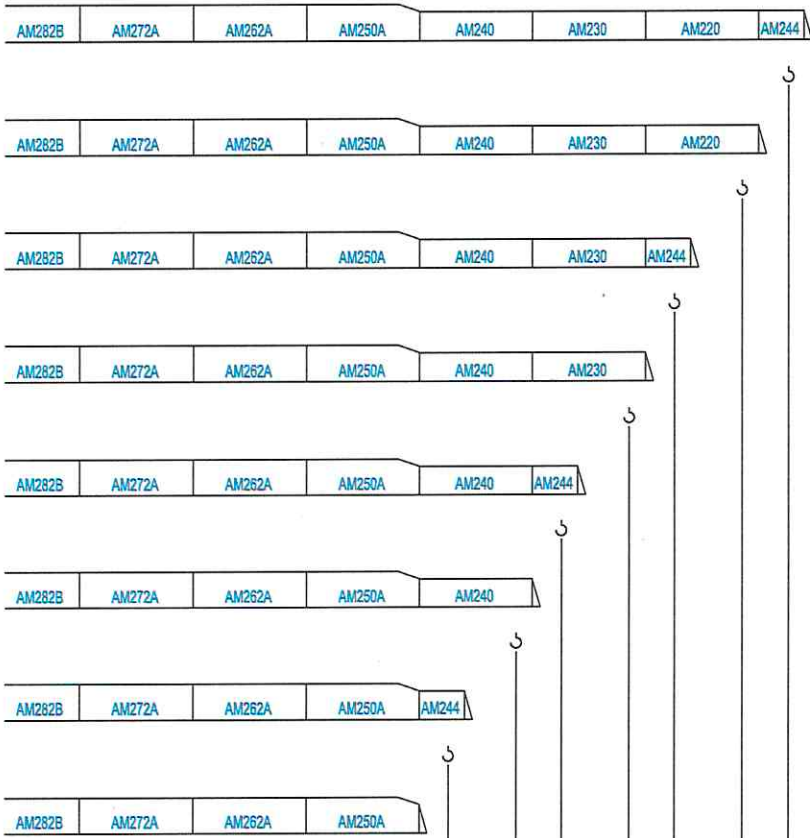 AM282B AM272A AM262A AM250A AM240 AM230 AM220 AM244
AM282B AM272A AM262A AM250A AM240 AM230 AM220
AM282B AM272A AM262A AM250A AM240 AM230 AM244
AM282B AM272A AM262A AM250A AM240 AM230
AM282B AM272A AM262A AM250A AM240 AM244
AM282B AM272A AM262A AM250A AM240
AM282B AM272A AM262A AM250A AM244
AM282B AM272A AM262A AM250A